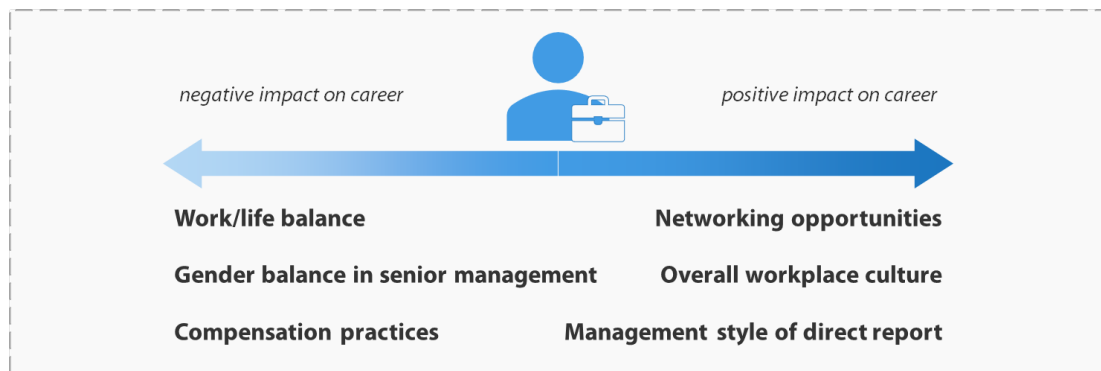 negative impact on career
positive impact on career
Work/life balance
Networking opportunities
Gender balance in senior management
Overall workplace culture
Compensation practices
Management style of direct report